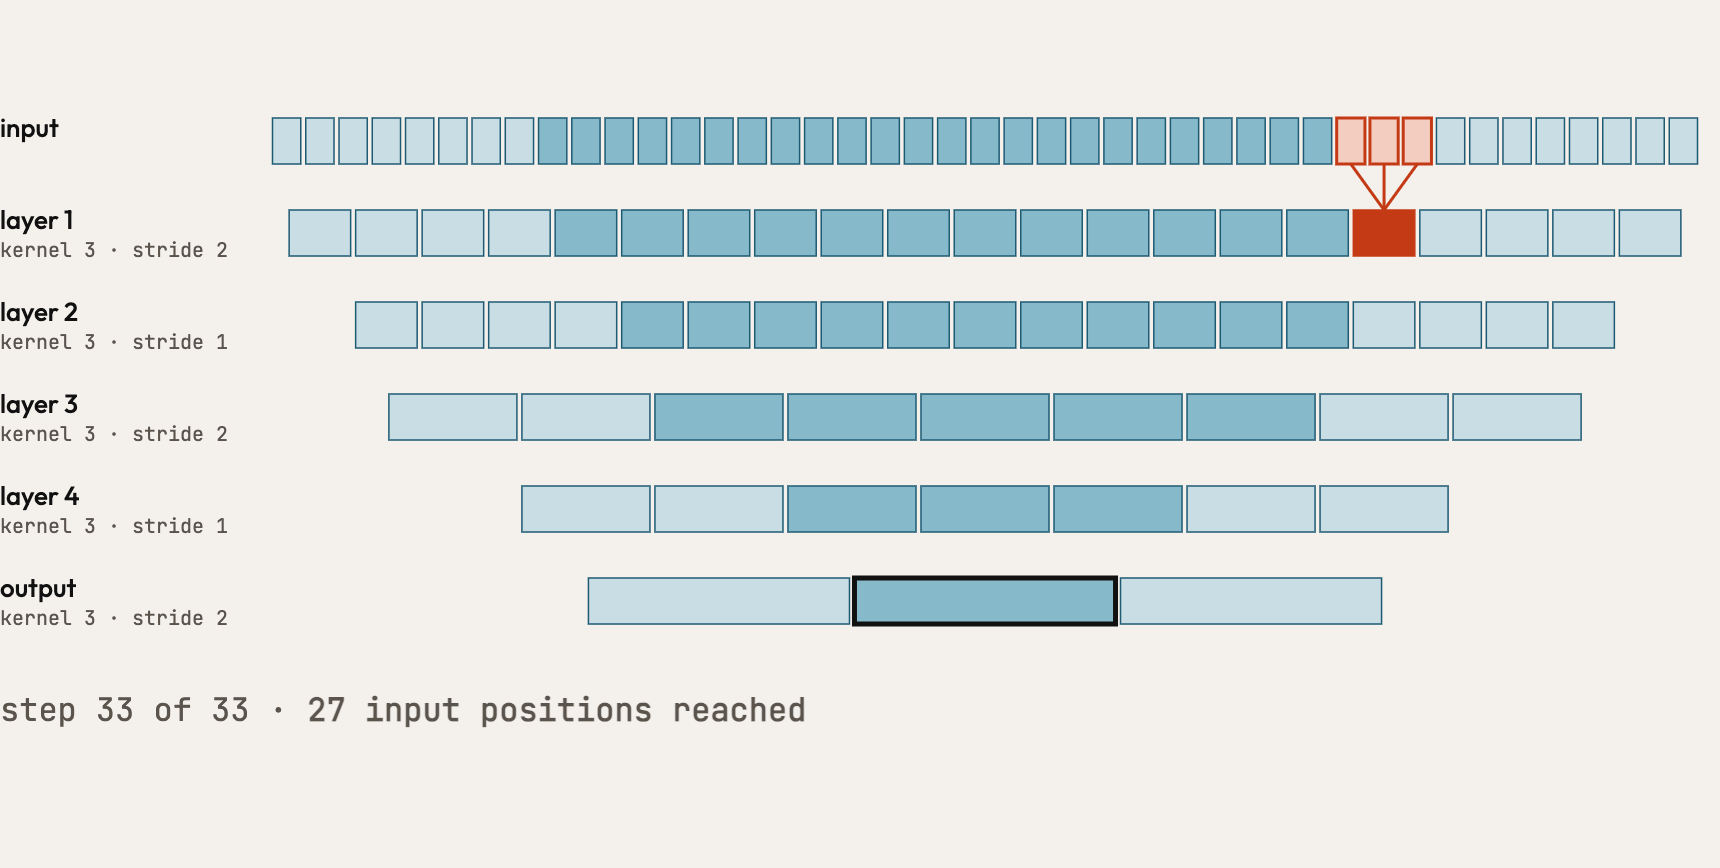 input
layer 1
kernel 3 · stride 2
layer 2
kernel 3 · stride 1
layer 3
kernel 3 · stride 2
layer 4
kernel 3 · stride 1
output
kernel 3 · stride 2
step 33 of 33 · 27 input positions reached